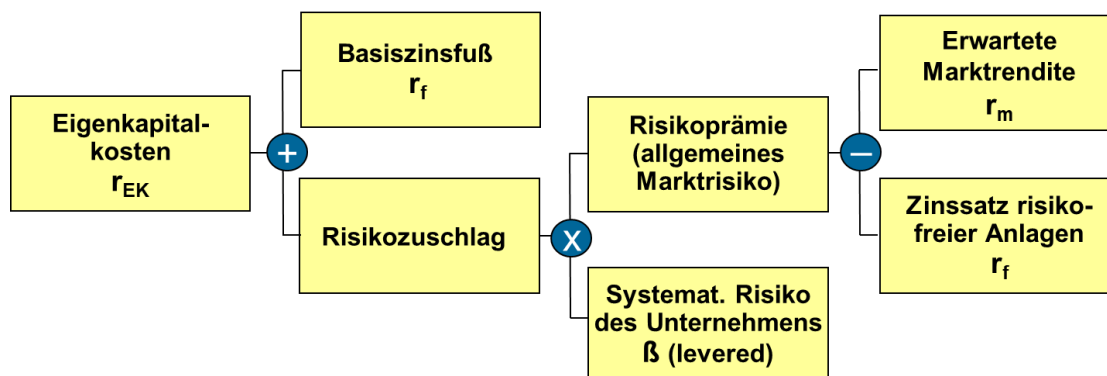 Eigenkapital-
kosten
rEK
+
Basiszinsfuß
rf
Risikozuschlag
X
Risikoprämie
(allgemeines
Marktrisiko)
Systemat. Risiko
des Unternehmens
ß (levered)
–
Erwartete
Marktrendite
rm
Zinssatz risiko-
freier Anlagen
rf